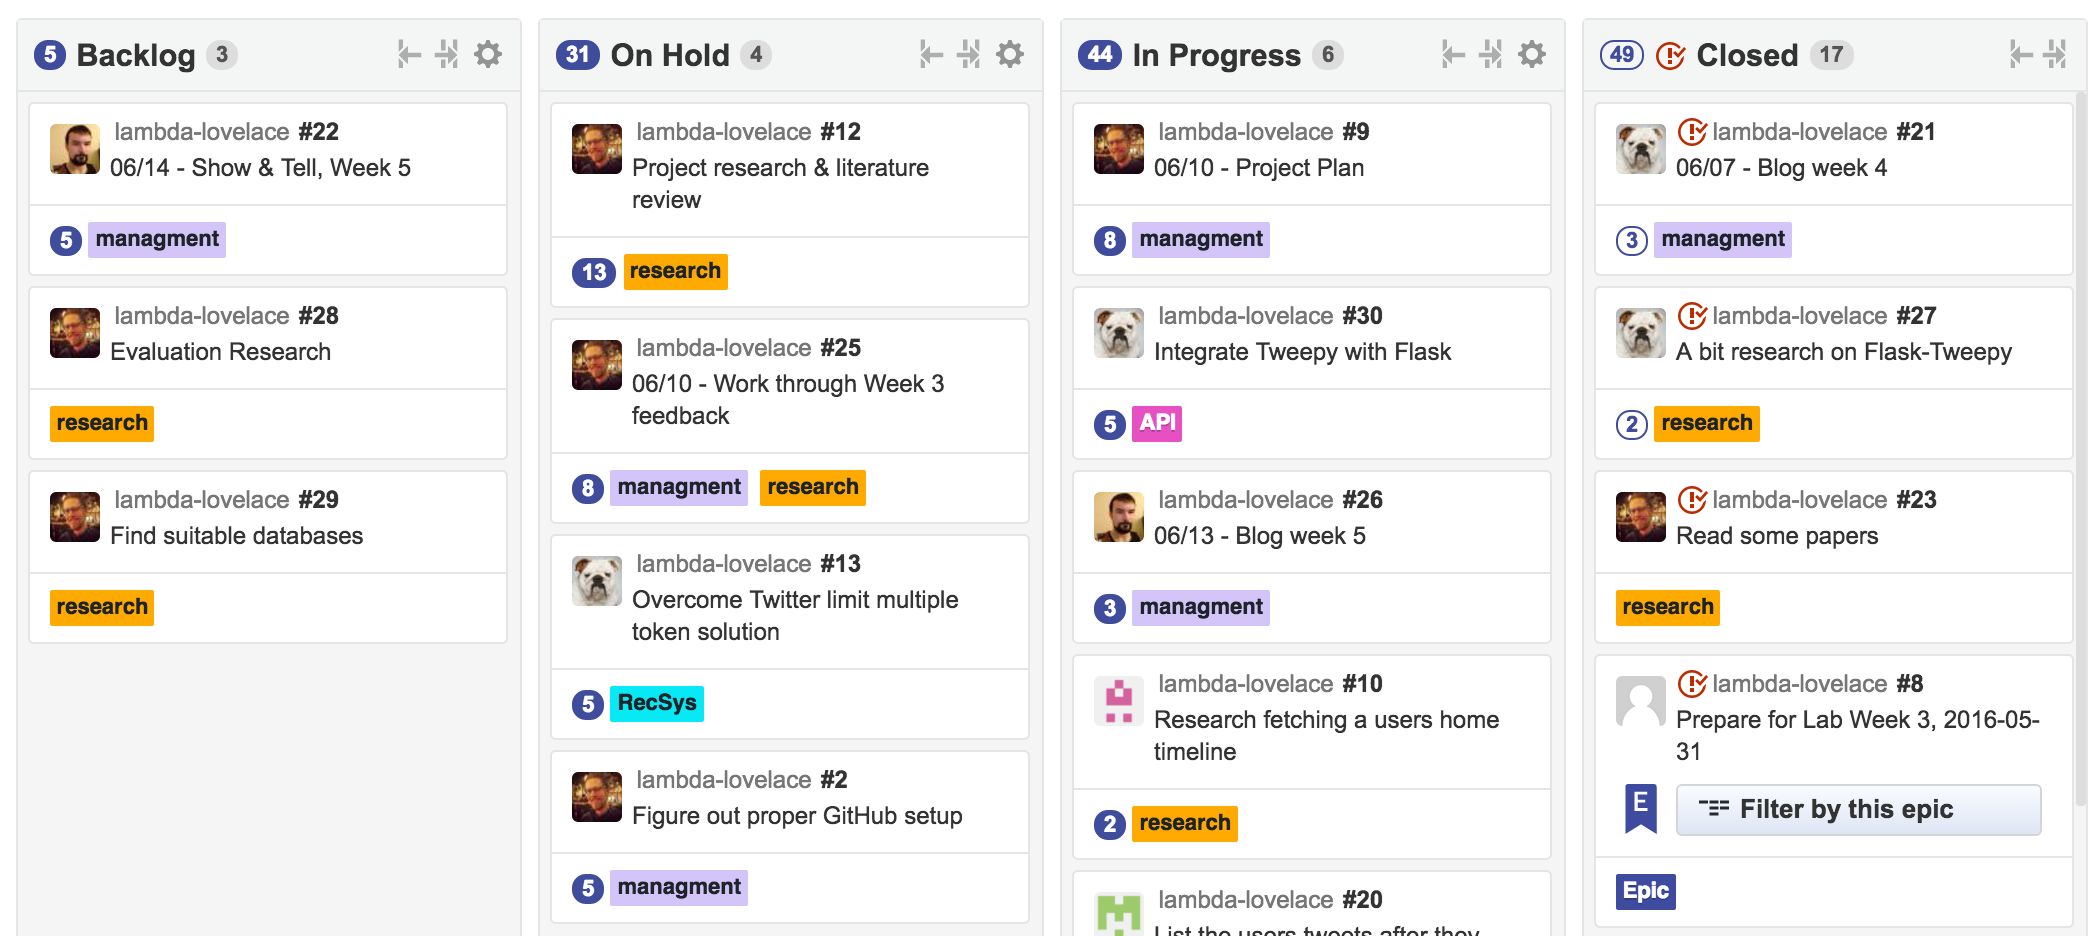 5 Backlog 3
lambda-lovelace #22
06/14 - Show & Tell, Week 5
5 managment
lambda-lovelace #28
Evaluation Research
research
lambda-lovelace #29
Find suitable databases
research
31 On Hold 4
lambda-lovelace #12
Project research & literature
review
13 research
lambda-lovelace #25
06/10 - Work through Week 3
feedback
8 managment research
lambda-lovelace #13
Overcome Twitter limit multiple
token solution
5 RecSys
lambda-lovelace #2
Figure out proper GitHub setup
5 managment
44 In Progress 6
lambda-lovelace #9
06/10 - Project Plan
8 managment
lambda-lovelace #30
Integrate Tweepy with Flask
5 API
lambda-lovelace #26
06/13 - Blog week 5
3 managment
lambda-lovelace #10
Research fetching a users home
timeline
2 research
lambda-lovelace #20
List the users tweets after they
49 Closed 17
lambda-lovelace #21
06/07 - Blog week 4
3 managment
lambda-lovelace #27
A bit research on Flask-Tweepy
2 research
lambda-lovelace #23
Read some papers
research
lambda-lovelace #8
Prepare for Lab Week 3, 2016-05-
31
E Filter by this epic
Epic